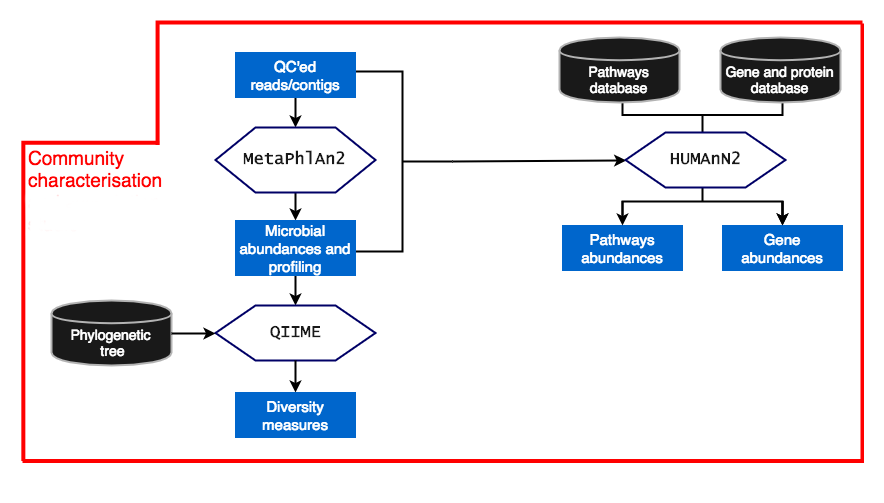 Community
characterisation
QC'ed
reads/contigs
MetaPhlAn2
Microbial
abundances and
profiling
Phylogenetic
tree
QIIME
Diversity
measures
Pathways
database
Gene and protein
database
HUMAnN2
Pathways
abundances
Gene
abundances